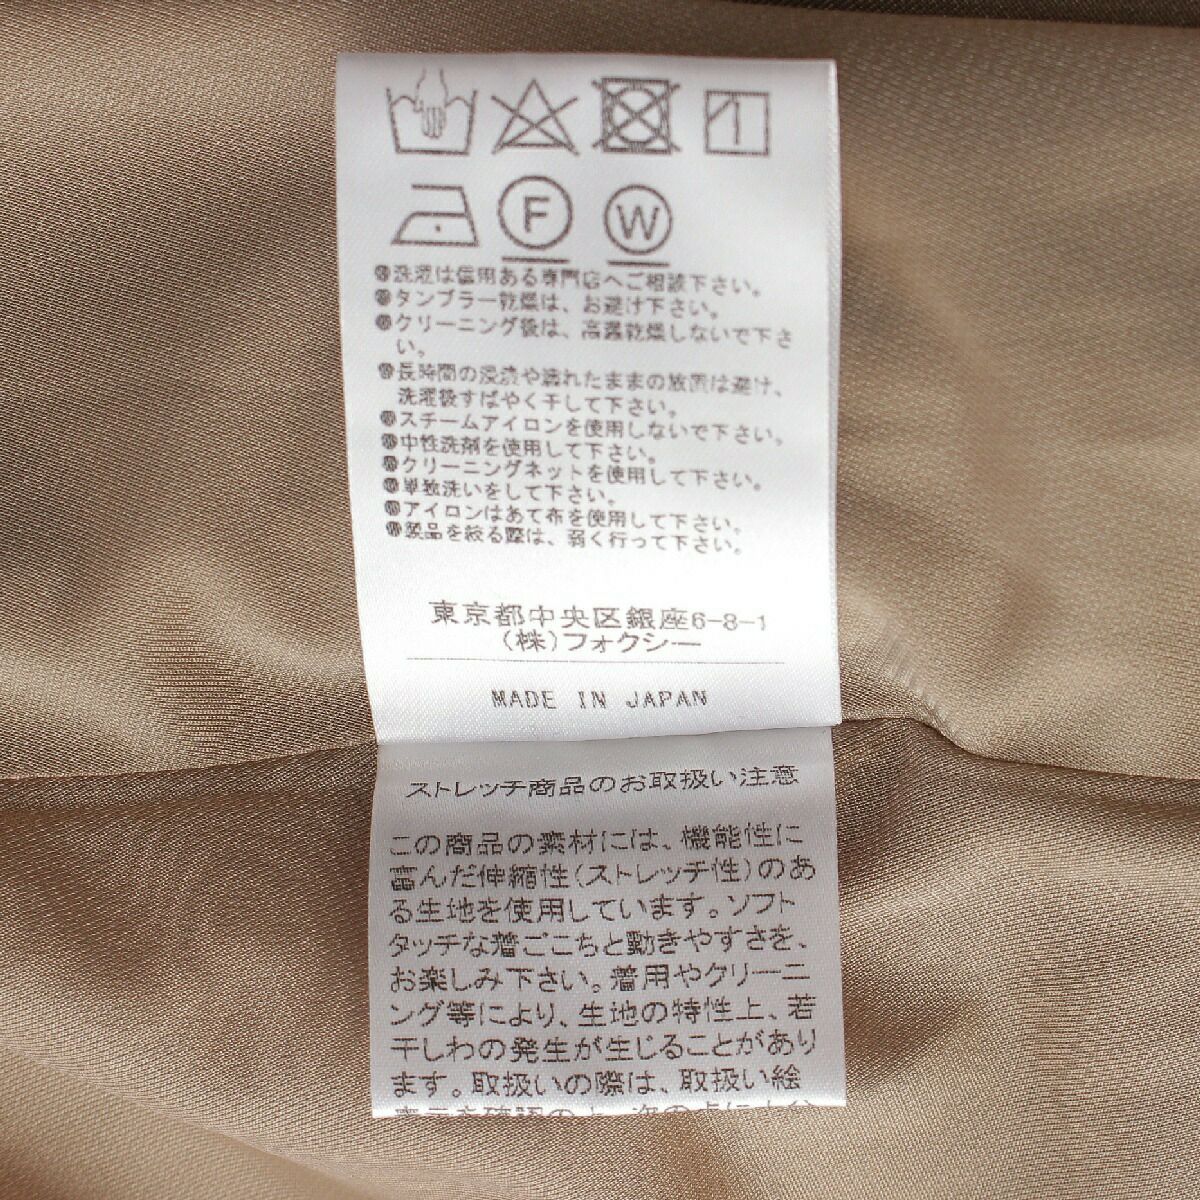 F W
洗濯は信用ある専門店へご相談下さい。
タンブラー乾燥は、お避け下さい。
クリーニング後は、高温乾燥しないで下さ
い。
長時間の浸漬や濡れたままの放置は避け、
洗濯後すばやく干して下さい。
スチームアイロンを使用しないで下さい。
中性洗剤を使用して下さい。
クリーニングネットを使用して下さい。
単独洗いをして下さい。
アイロンはあて布を使用して下さい。
製品を絞る際は、弱く行って下さい。
東京都中央区銀座6-8-1
(株)フォクシー
MADE IN JAPAN
ストレッチ商品のお取扱い注意
この商品の素材には、機能性に
富んだ伸縮性(ストレッチ性)のあ
る生地を使用しています。ソフト
タッチな着ごこちと動きやすさを、
お楽しみ下さい。着用やクリーニ
ング等により、生地の特性上、若
干しわの発生が生じることがあり
ます。取扱いの際は、取扱い絵